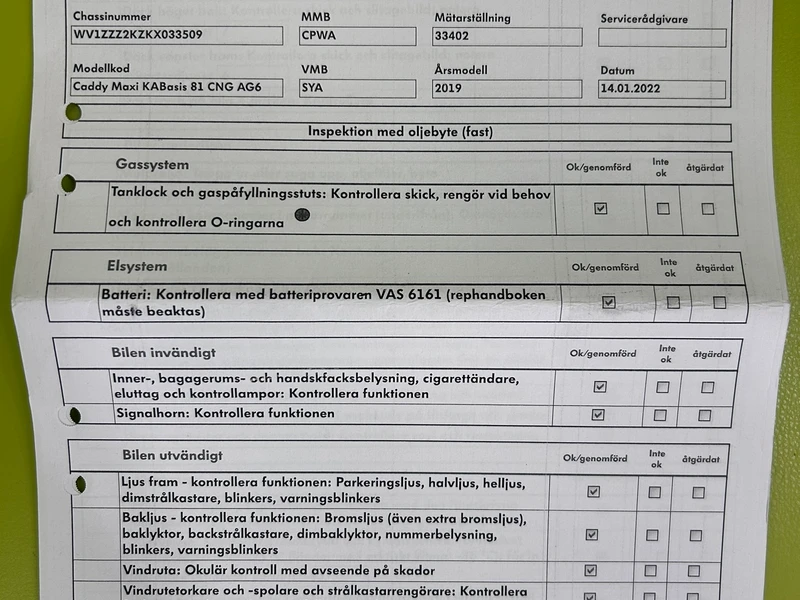 Chassinummer MMB Mätarställning Servicerådgivare
WV1ZZZ2KZKX033509 CPWA 33402
Modellkod VMB Årsmodell Datum
Caddy Maxi KABasis 81 CNG AG6 SYA 2019 14.01.2022
Inspektion med oljebyte (fast)
Gassystem Ok/genomförd Inte ok åtgärdat
Tanklock och gaspåfyllningsstuts: Kontrollera skick, rengör vid behov
och kontrollera O-ringarna
Elsystem Ok/genomförd Inte ok åtgärdat
Batteri: Kontrollera med batteriprovaren VAS 6161 (rephandboken
måste beaktas)
Bilen invändigt Ok/genomförd Inte ok åtgärdat
Inner-, bagagerums- och handskfacksbelysning, cigarettändare,
eluttag och kontrollampor: Kontrollera funktionen
Signalhorn: Kontrollera funktionen
Bilen utvändigt Ok/genomförd Inte ok åtgärdat
Ljus fram - kontrollera funktionen: Parkeringsljus, halvljus, helljus,
dimstrålkastare, blinkers, varningsblinkers
Bakljus - kontrollera funktionen: Bromsljus (även extra bromsljus),
baklyktor, backstrålkastare, dimbaklyktor, nummerbelysning,
blinkers, varningsblinkers
Vindruta: Okulär kontroll med avseende på skador
Vindrutetorkare och -spolare och strålkastarrengörare: Kontrollera